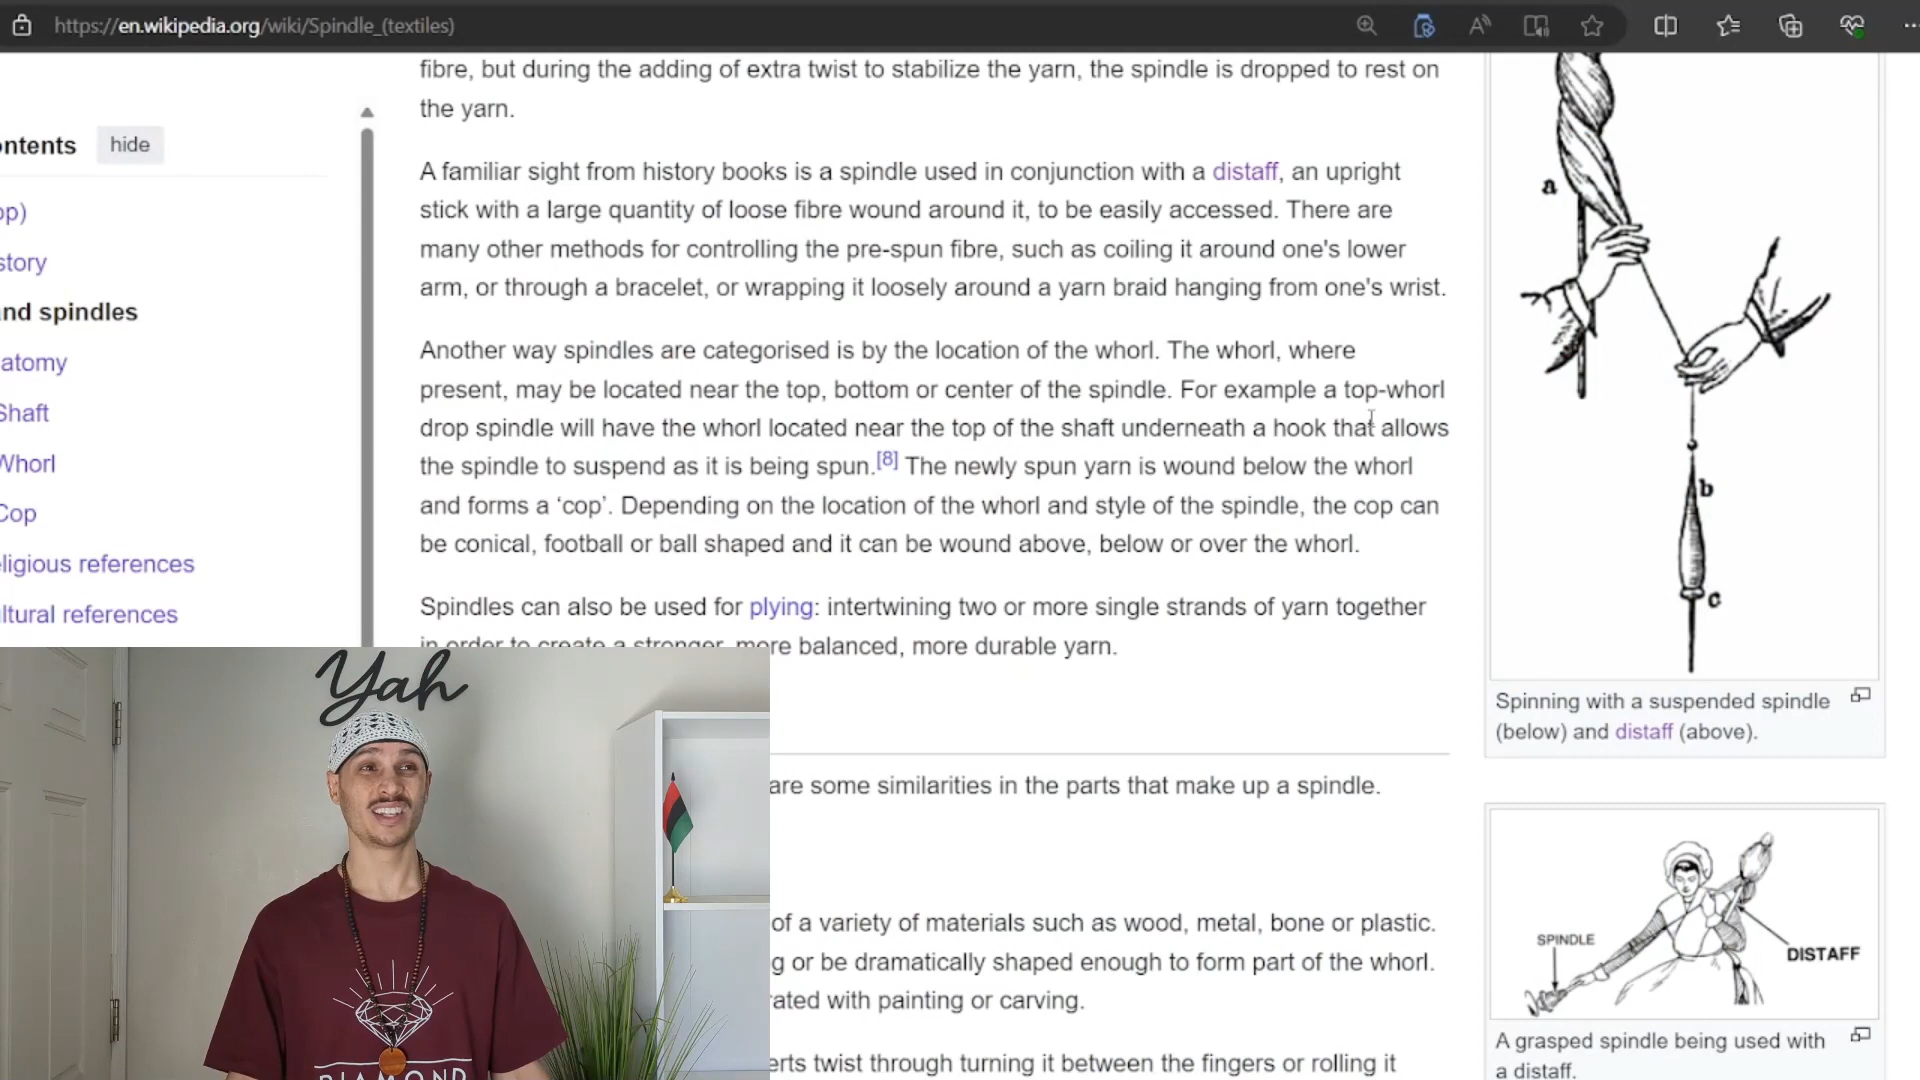 https://en.wikipedia.org/wiki/Spindle_(textiles)
fibre, but during the adding of extra twist to stabilize the yarn, the spindle is dropped to rest on
the yarn.
A familiar sight from history books is a spindle used in conjunction with a distaff, an upright
stick with a large quantity of loose fibre wound around it, to be easily accessed. There are
many other methods for controlling the pre-spun fibre, such as coiling it around one's lower
arm, or through a bracelet, or wrapping it loosely around a yarn braid hanging from one's wrist.
Another way spindles are categorised is by the location of the whorl. The whorl, where
present, may be located near the top, bottom or center of the spindle. For example a top-whorl
drop spindle will have the whorl located near the top of the shaft underneath a hook that allows
the spindle to suspend as it is being spun.[8] The newly spun yarn is wound below the whorl
and forms a ‘cop’. Depending on the location of the whorl and style of the spindle, the cop can
be conical, football or ball shaped and it can be wound above, below or over the whorl.
Spindles can also be used for plying: intertwining two or more single strands of yarn together
in order to create a stronger, more balanced, more durable yarn.
are some similarities in the parts that make up a spindle.
of a variety of materials such as wood, metal, bone or plastic.
g or be dramatically shaped enough to form part of the whorl.
rated with painting or carving.
erts twist through turning it between the fingers or rolling it
ontents hide
op)
story
nd spindles
atomy
Shaft
Whorl
Cop
ligious references
ltural references
a
b
c
Spinning with a suspended spindle
(below) and distaff (above).
SPINDLE
DISTAFF
A grasped spindle being used with
a distaff.
Yah
DIAMOND